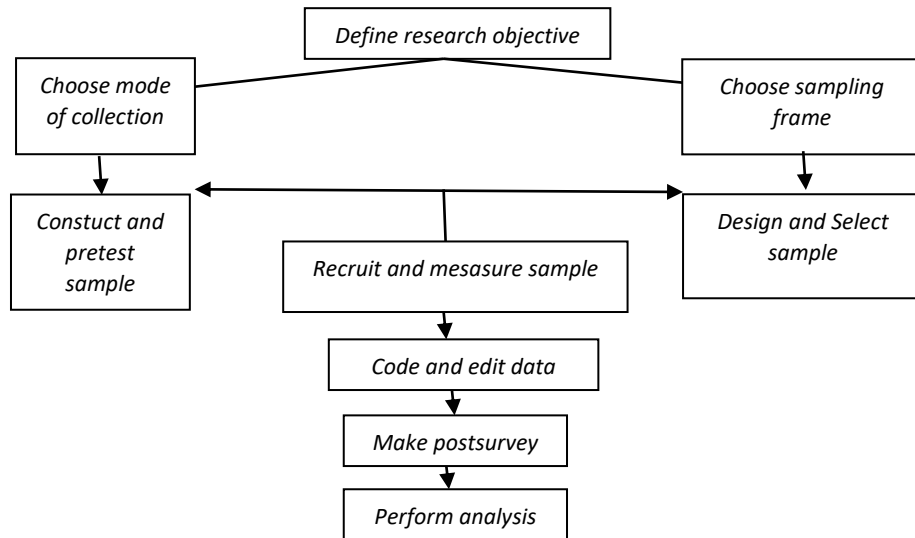 Define research objective
Choose mode
of collection
Choose sampling
frame
Constuct and
pretest
sample
Design and Select
sample
Recruit and mesasure sample
Code and edit data
Make postsurvey
Perform analysis